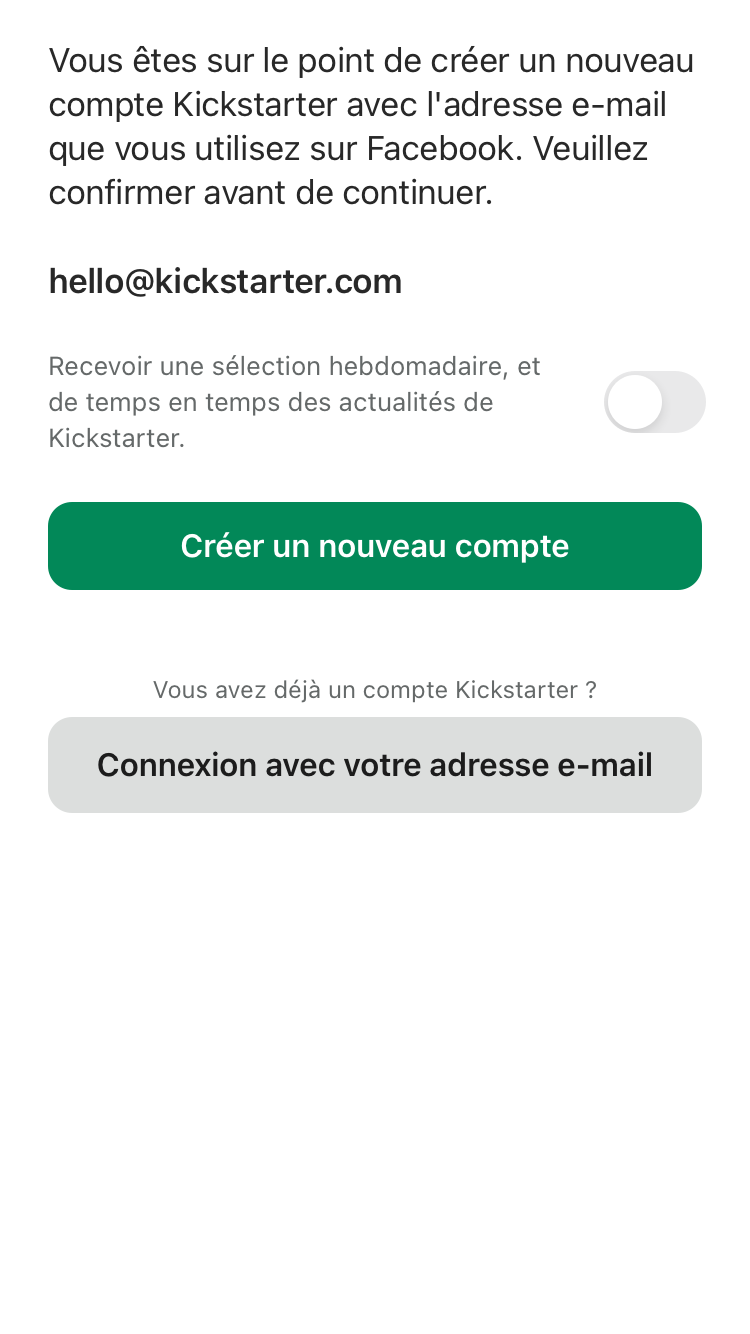 Vous êtes sur le point de créer un nouveau
compte Kickstarter avec l'adresse e-mail
que vous utilisez sur Facebook. Veuillez
confirmer avant de continuer.
hello@kickstarter.com
Recevoir une sélection hebdomadaire, et
de temps en temps des actualités de
Kickstarter.
Créer un nouveau compte
Vous avez déjà un compte Kickstarter ?
Connexion avec votre adresse e-mail